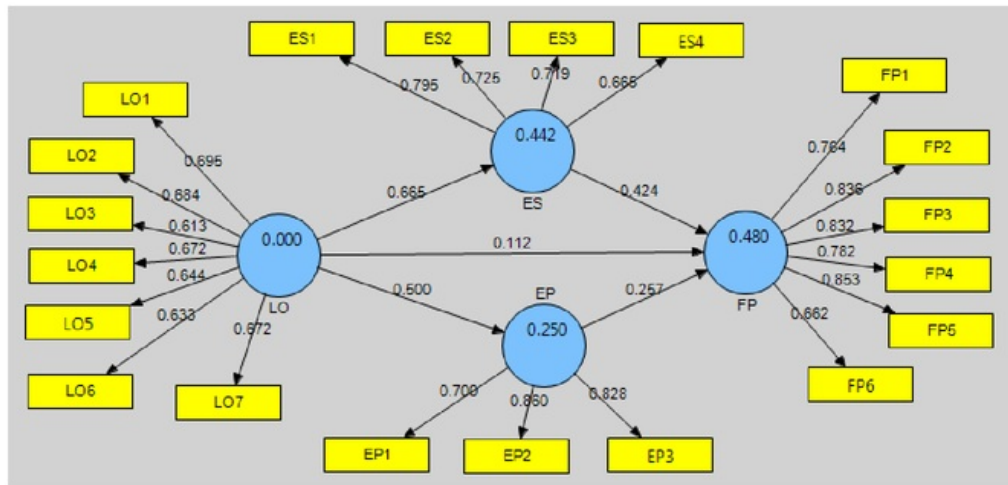 ES1
ES2
ES3
ES4
0.795
0.725
0.719
0.665
LO1
LO2
LO3
LO4
LO5
LO6
LO7
0.695
0.684
0.613
0.672
0.644
0.633
0.672
0.000
LO
0.665
0.112
0.500
0.442
ES
0.424
EP
0.250
0.257
0.700
0.860
0.828
EP1
EP2
EP3
0.480
FP
0.764
0.836
0.832
0.782
0.853
0.662
FP1
FP2
FP3
FP4
FP5
FP6